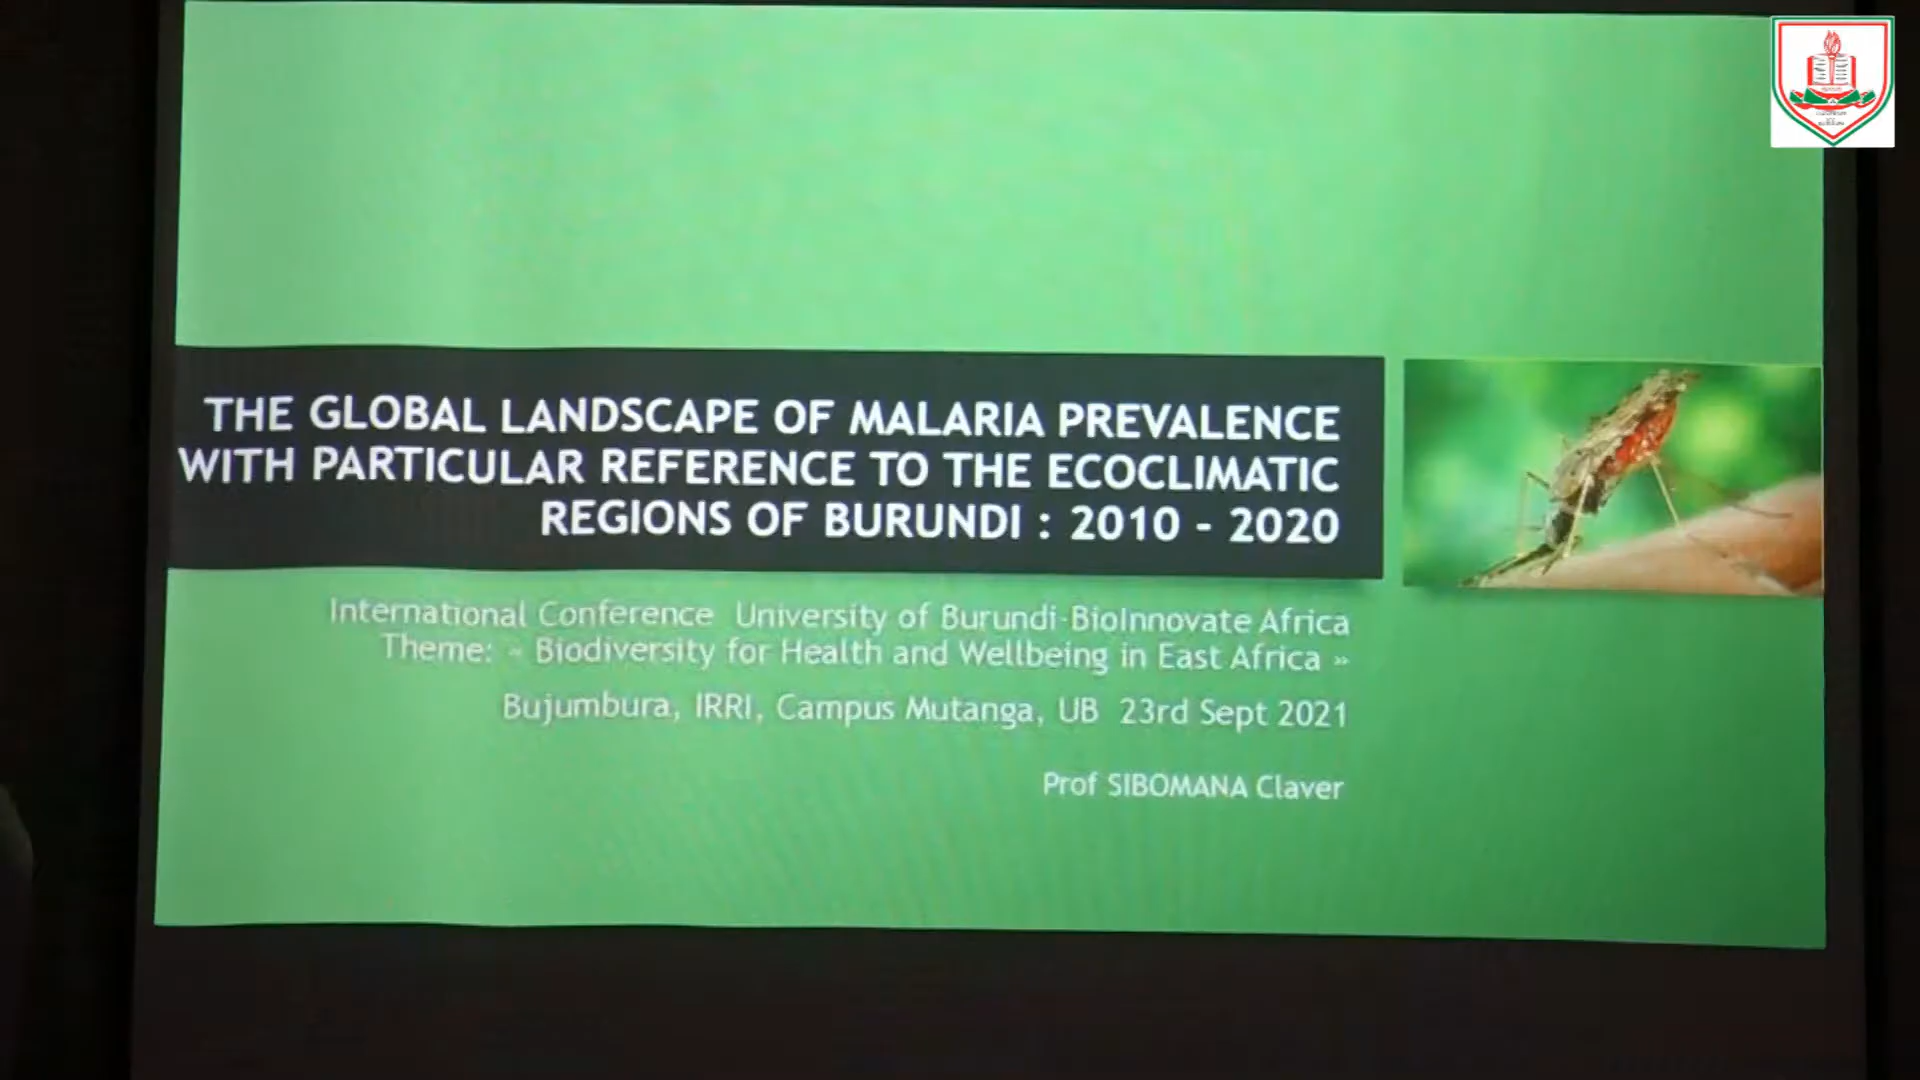 THE GLOBAL LANDSCAPE OF MALARIA PREVALENCE
WITH PARTICULAR REFERENCE TO THE ECOCLIMATIC
REGIONS OF BURUNDI : 2010 - 2020
International Conference University of Burundi-BioInnovate Africa
Theme: « Biodiversity for Health and Wellbeing in East Africa »
Bujumbura, IRRI, Campus Mutanga, UB 23rd Sept 2021
Prof SIBOMANA Claver